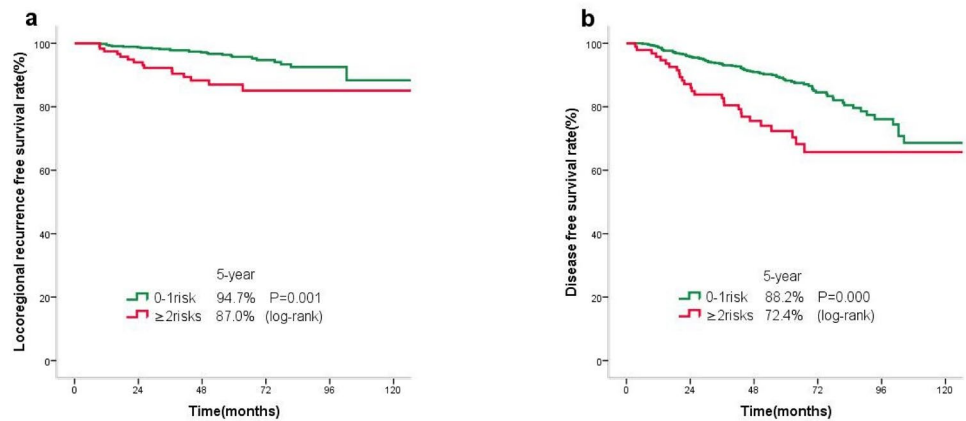 a
Locoregional recurrence free survival rate(%)
100
80
60
40
20
0
5-year
0-1risk 94.7% P=0.001
≥2risks 87.0% (log-rank)
0 24 48 72 96 120
Time(months)
b
Disease free survival rate(%)
100
80
60
40
20
0
5-year
0-1risk 88.2% P=0.000
≥2risks 72.4% (log-rank)
0 24 48 72 96 120
Time(months)